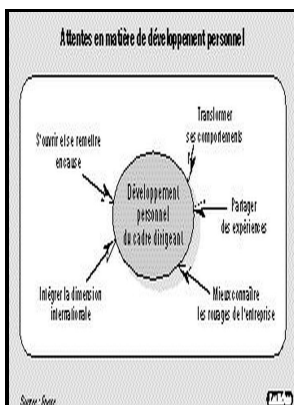 Attentes en matière de développement personnel
Transformer
ses comportements
S'ouvrir et se remettre
en cause
Développement
personnel
du cadre dirigeant
Partager
des expériences
Intégrer la dimension
internationale
Mieux connaître
les rouages de l'entreprise